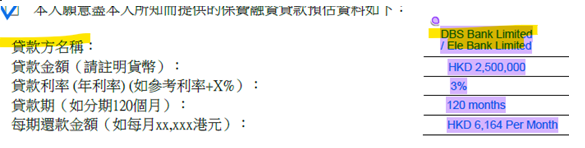 本人願意盡本人所知而提供的保費融資貸款預估資料如下：
貸款方名稱： DBS Bank Limited
/ Ele Bank Limited
貸款金額（請註明貨幣）： HKD 2,500,000
貸款利率 (年利率) (如參考利率+X%）： 3%
貸款期（如分期120個月）： 120 months
每期還款金額（如每月xx,xxx港元）： HKD 6,164 Per Month